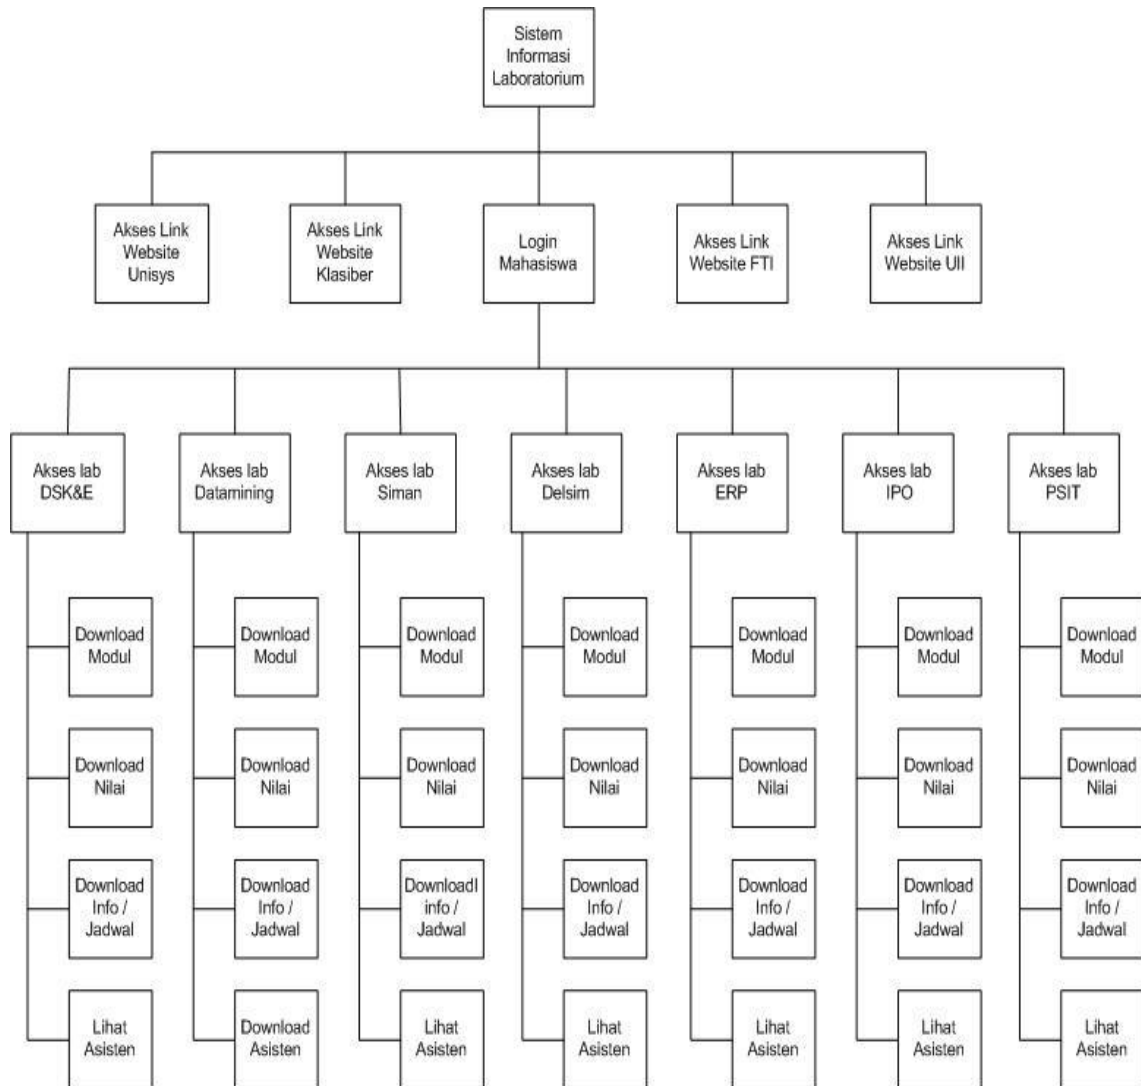 Sistem
Informasi
Laboratorium
Akses Link
Website
Unisys
Akses Link
Website
Klasiber
Login
Mahasiswa
Akses Link
Website FTI
Akses Link
Website UII
Akses lab
DSK&E
Akses lab
Datamining
Akses lab
Siman
Akses lab
Delsim
Akses lab
ERP
Akses lab
IPO
Akses lab
PSIT
Download
Modul
Download
Modul
Download
Modul
Download
Modul
Download
Modul
Download
Modul
Download
Modul
Download
Nilai
Download
Nilai
Download
Nilai
Download
Nilai
Download
Nilai
Download
Nilai
Download
Nilai
Download
Info /
Jadwal
Download
Info /
Jadwal
DownloadI
info /
Jadwal
Download
Info /
Jadwal
Download
Info /
Jadwal
Download
Info /
Jadwal
Download
Info /
Jadwal
Lihat
Asisten
Download
Asisten
Lihat
Asisten
Lihat
Asisten
Lihat
Asisten
Lihat
Asisten
Lihat
Asisten